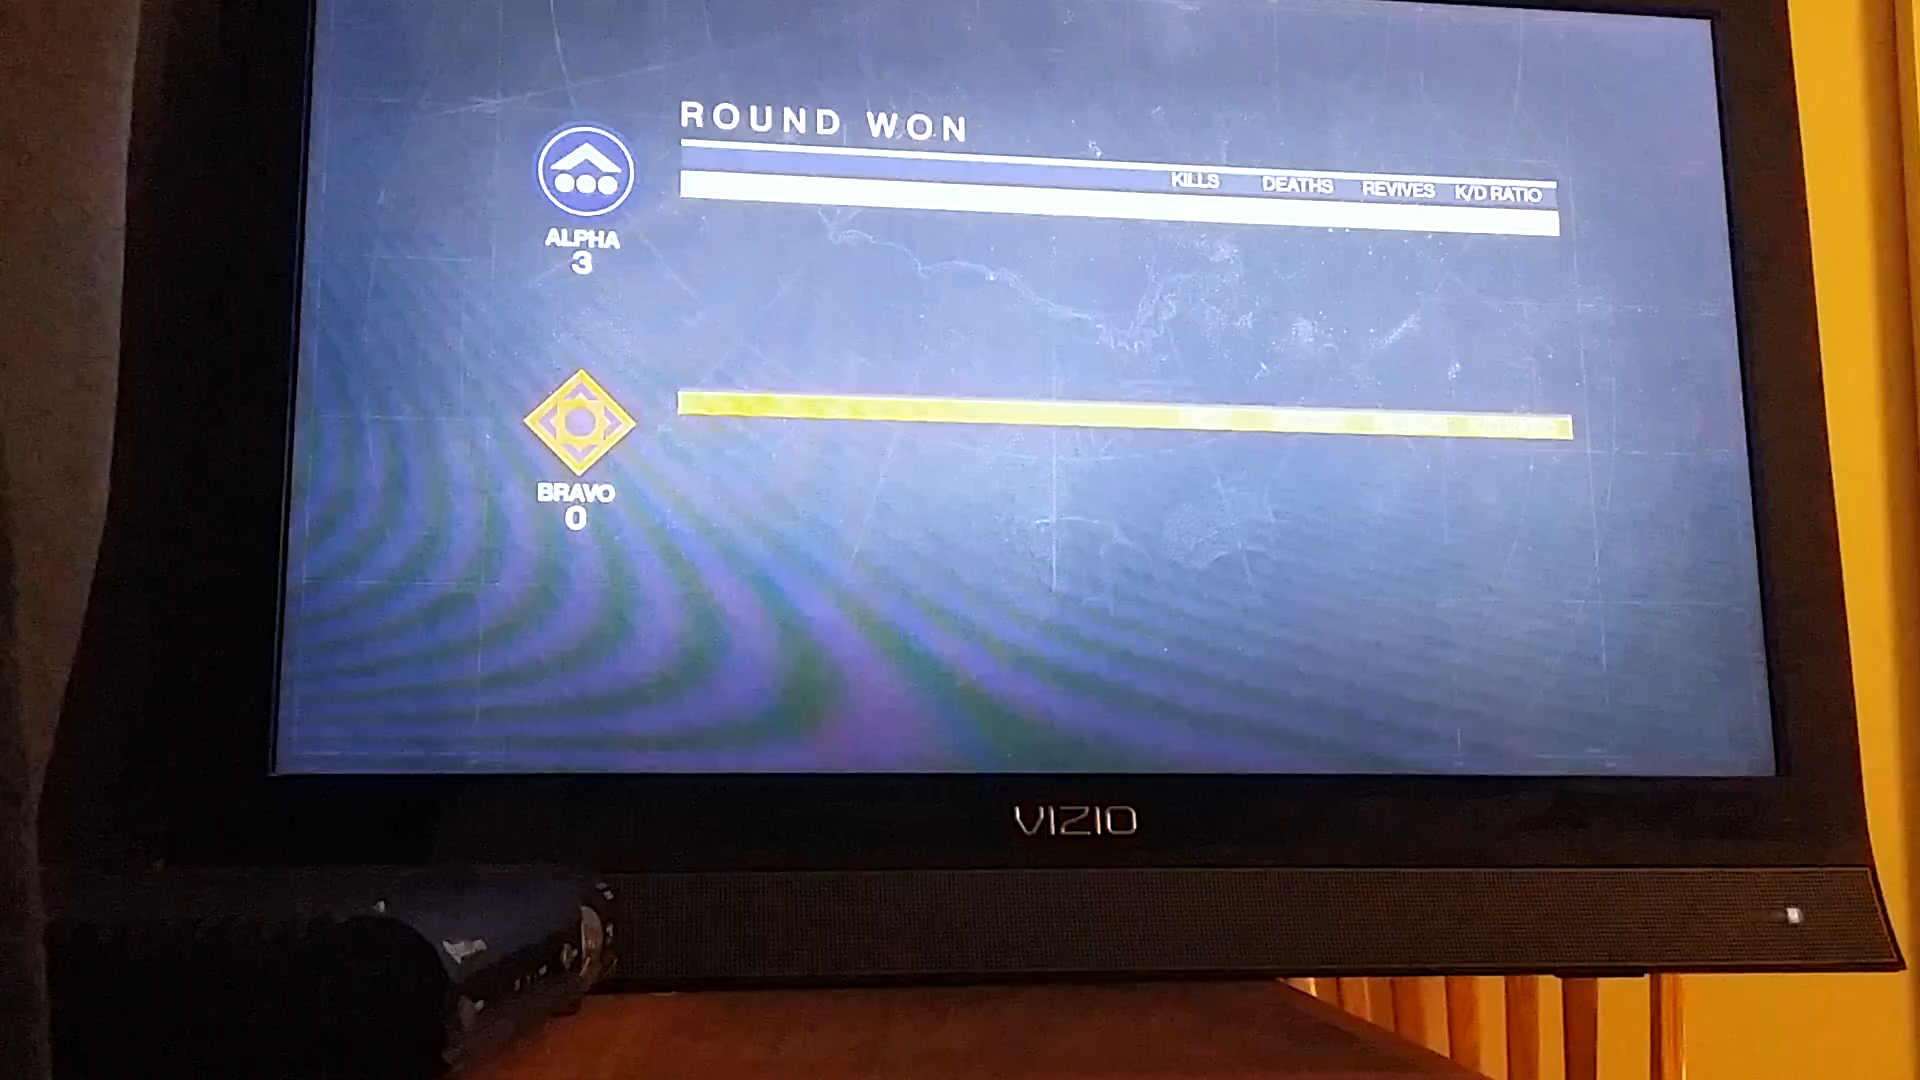 ROUND WON
KILLS DEATHS REVIVES K/D RATIO
ALPHA
3
BRAVO
0
VIZIO